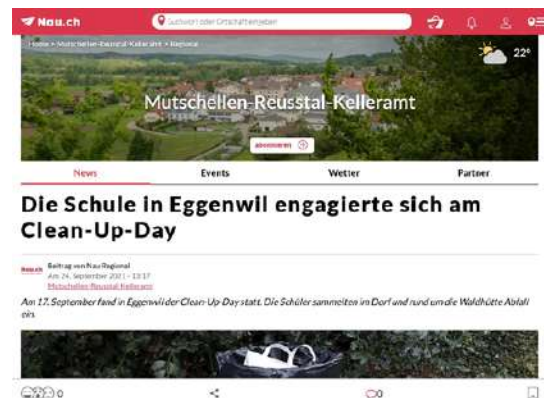 Nau.ch
Suchwort oder Ortschaft eingeben
Home > Mutschellen-Reusstal-Kelleramt > Regional
22°
Mutschellen-Reusstal-Kelleramt
abonnieren
News Events Wetter Partner
Die Schule in Eggenwil engagierte sich am
Clean-Up-Day
Nau.ch
Beitrag von Nau Regional
Am 24. September 2021 - 13:17
Mutschellen-Reusstal-Kelleramt
Am 17. September fand in Eggenwil der Clean-Up-Day statt. Die Schüler sammelten im Dorf und rund um die Waldhütte Abfall
ein.
0 0